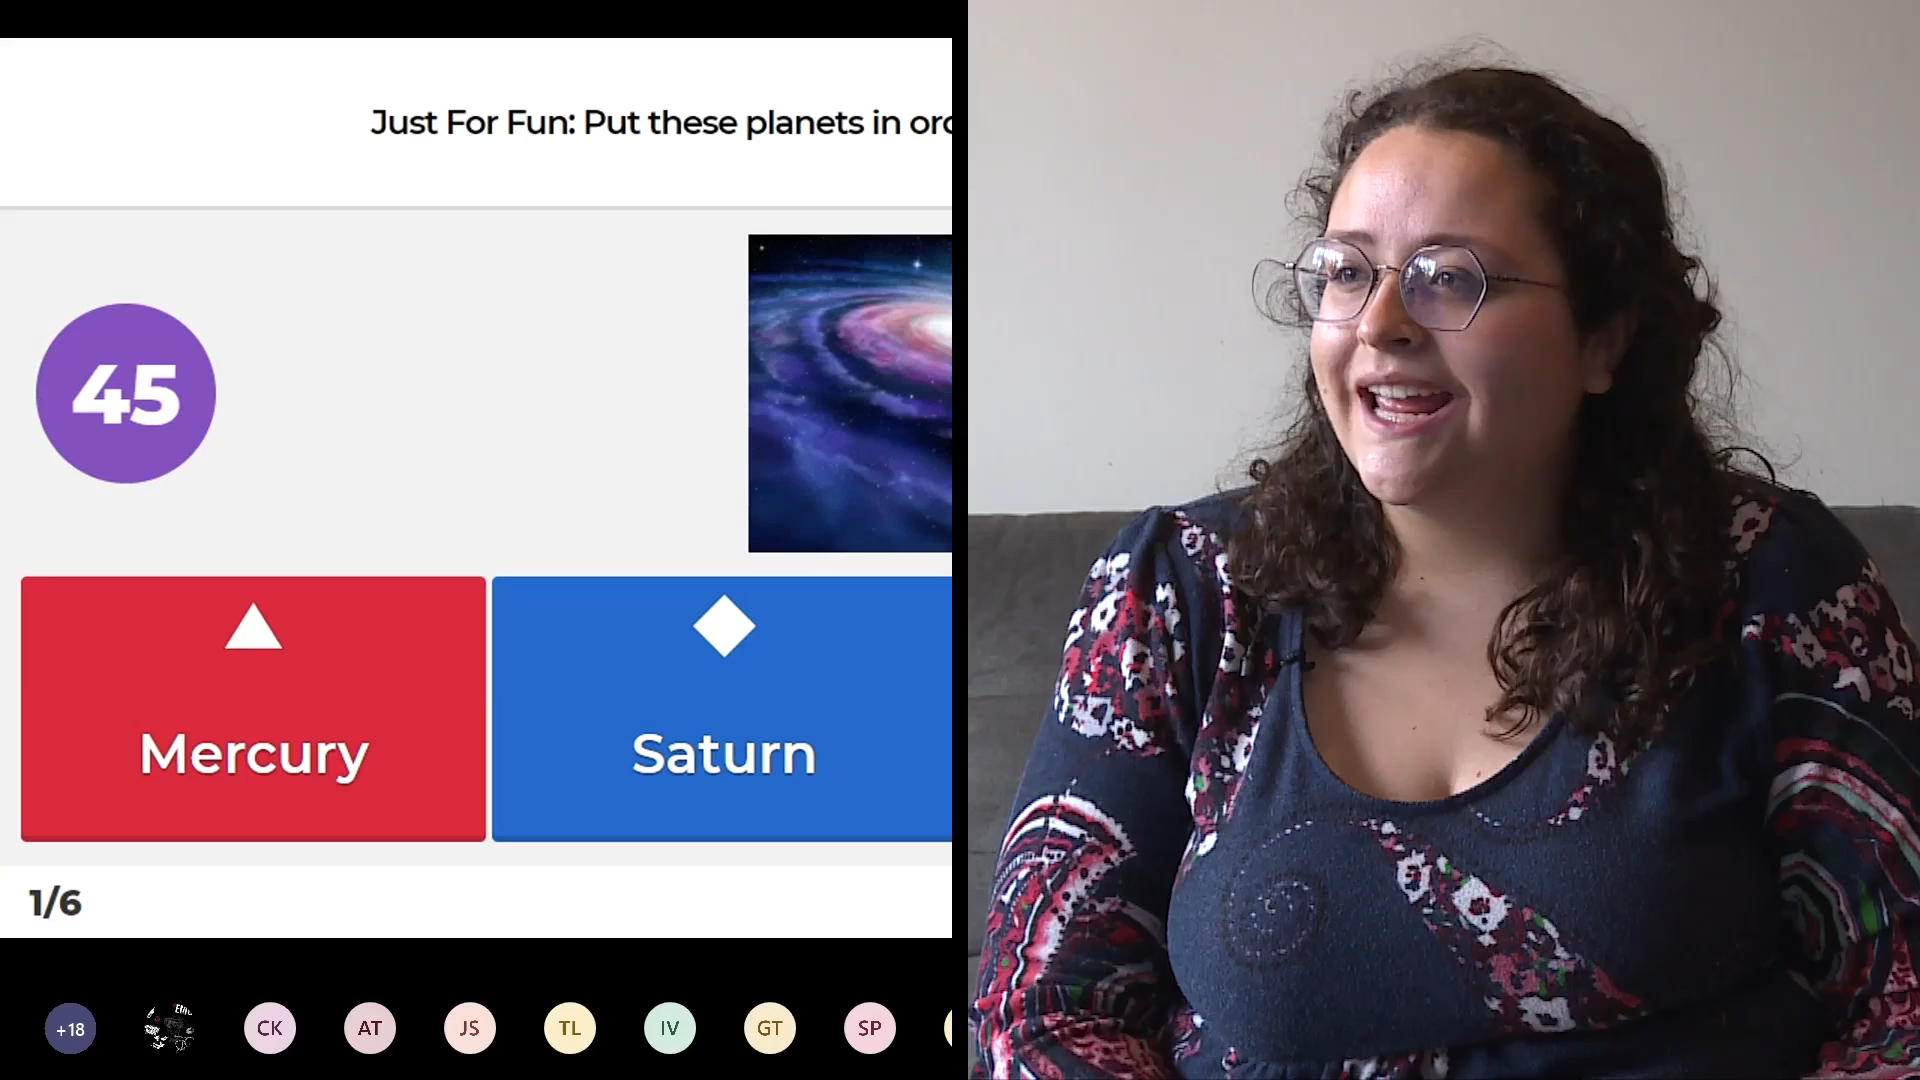 Just For Fun: Put these planets in
45
Mercury
Saturn
1/6
+18
CK
AT
JS
TL
IV
GT
SP